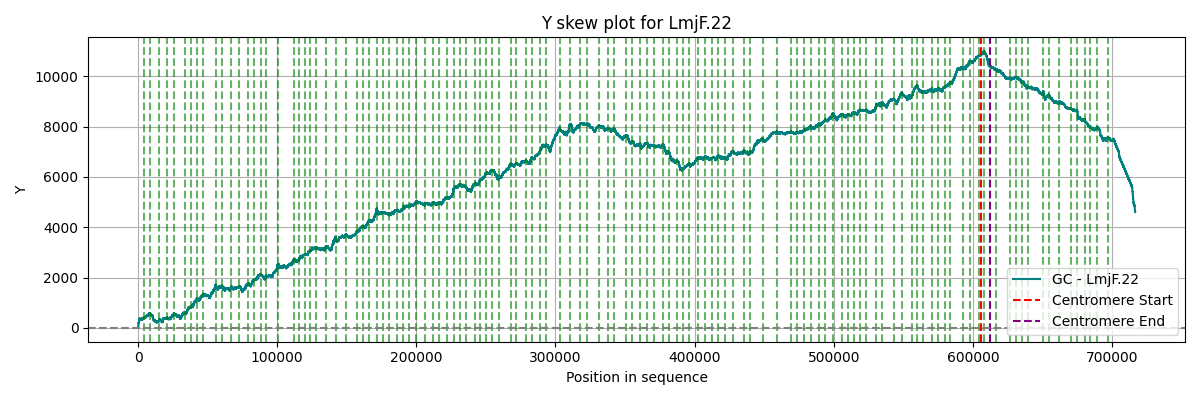 Y skew plot for LmjF.22
Y
10000
8000
6000
4000
2000
0
GC - LmjF.22
Centromere Start
Centromere End
0 100000 200000 300000 400000 500000 600000 700000
Position in sequence